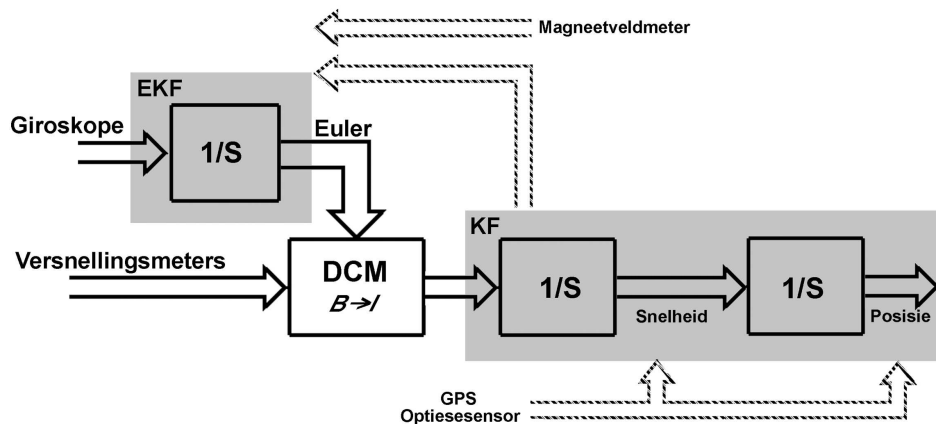 Magneetveldmeter
EKF
Giroskope
1/S
Euler
KF
Versnellingsmeters
DCM
B→I
1/S
1/S
Snelheid
Posisie
GPS
Optiesesensor